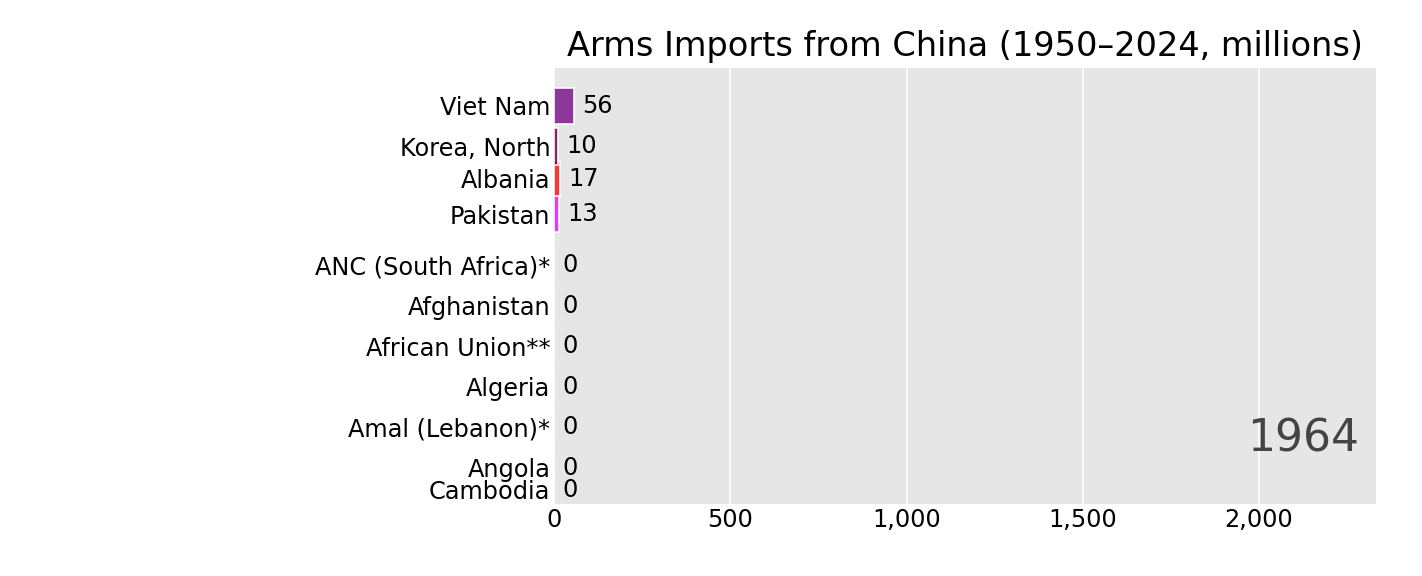 Arms Imports from China (1950–2024, millions)
Viet Nam 56
Korea, North 10
Albania 17
Pakistan 13
ANC (South Africa)* 0
Afghanistan 0
African Union** 0
Algeria 0
Amal (Lebanon)* 0
1964
Angola 0
Cambodia 0
0 500 1,000 1,500 2,000